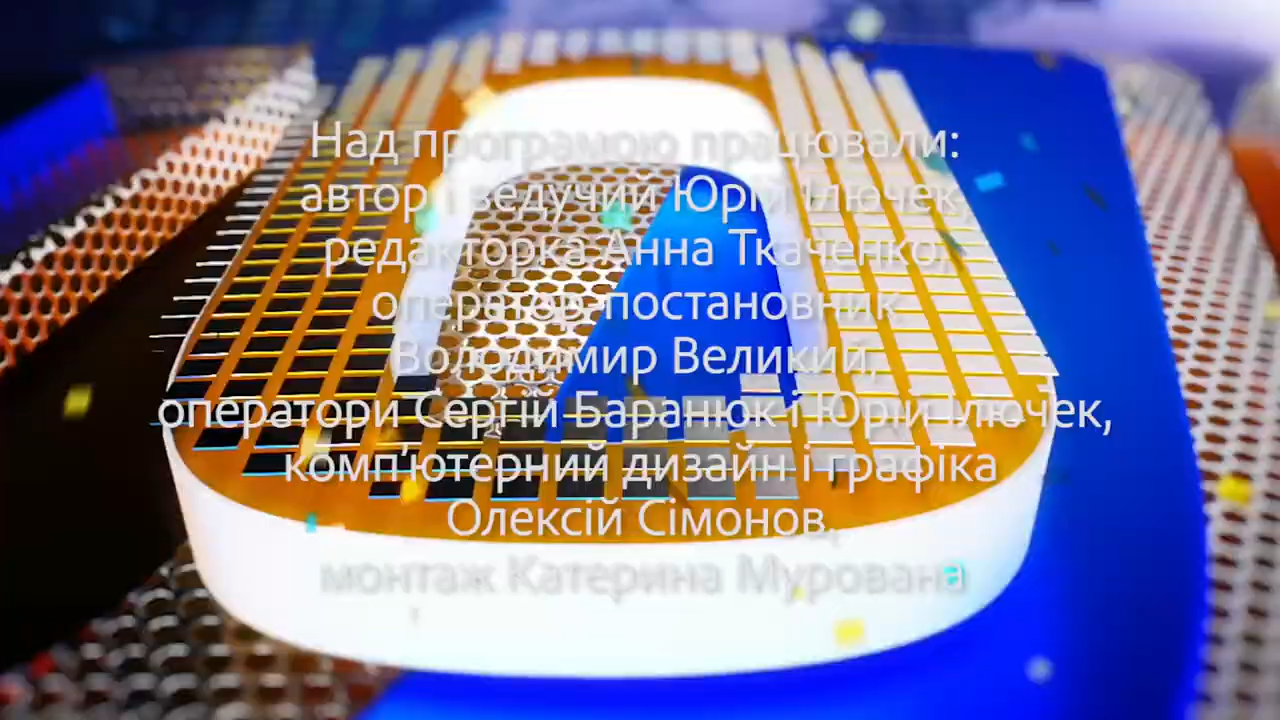 Над програмою працювали:
автор і ведучий Юрій Ілючек,
редакторка Анна Ткаченко,
оператор-постановник
Володимир Великий,
оператори Сергій Баранюк і Юрій Ілючек,
комп'ютерний дизайн і графіка
Олексій Сімонов,
монтаж Катерина Мурована